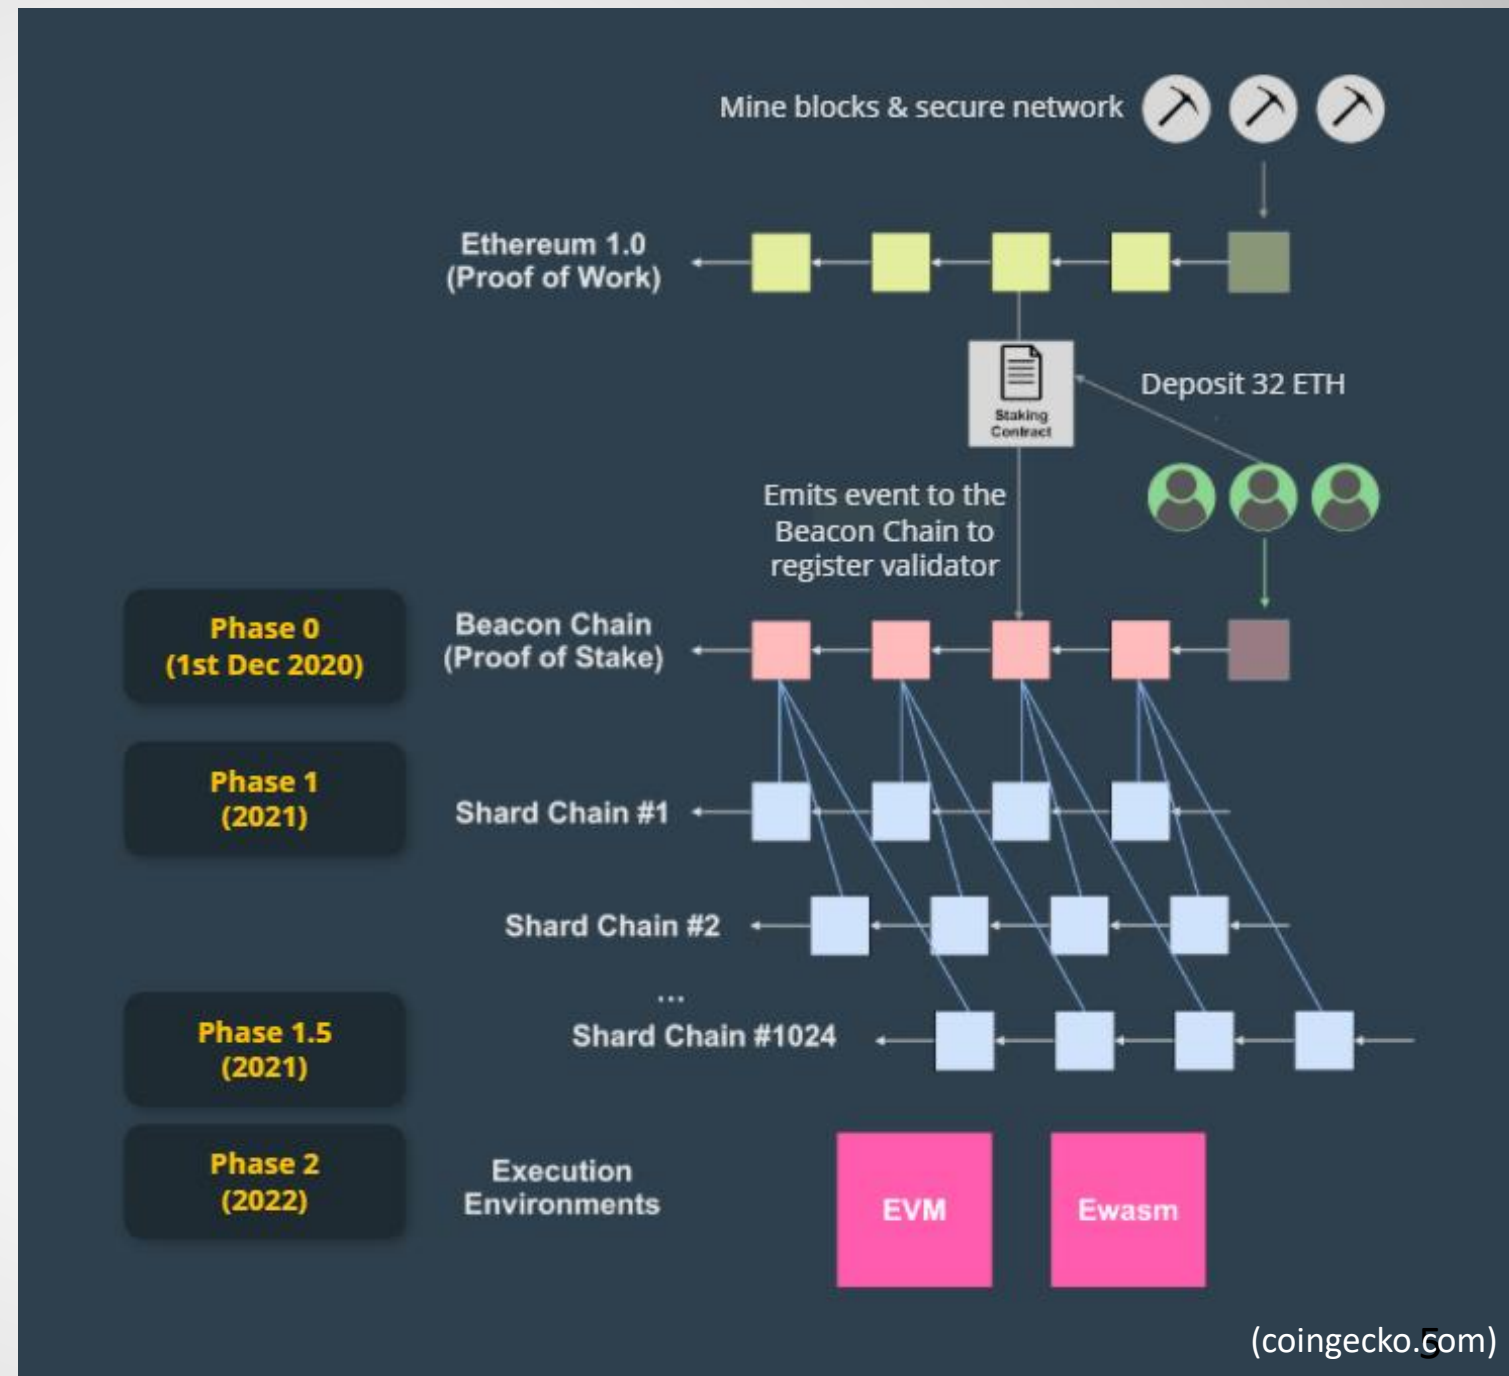 Mine blocks & secure network
Ethereum 1.0
(Proof of Work)
Staking
Contract
Deposit 32 ETH
Emits event to the
Beacon Chain to
register validator
Phase 0
(1st Dec 2020)
Beacon Chain
(Proof of Stake)
Phase 1
(2021)
Shard Chain #1
Shard Chain #2
...
Phase 1.5
(2021)
Shard Chain #1024
Phase 2
(2022)
Execution
Environments
EVM
Ewasm
(coingecko.com)
5